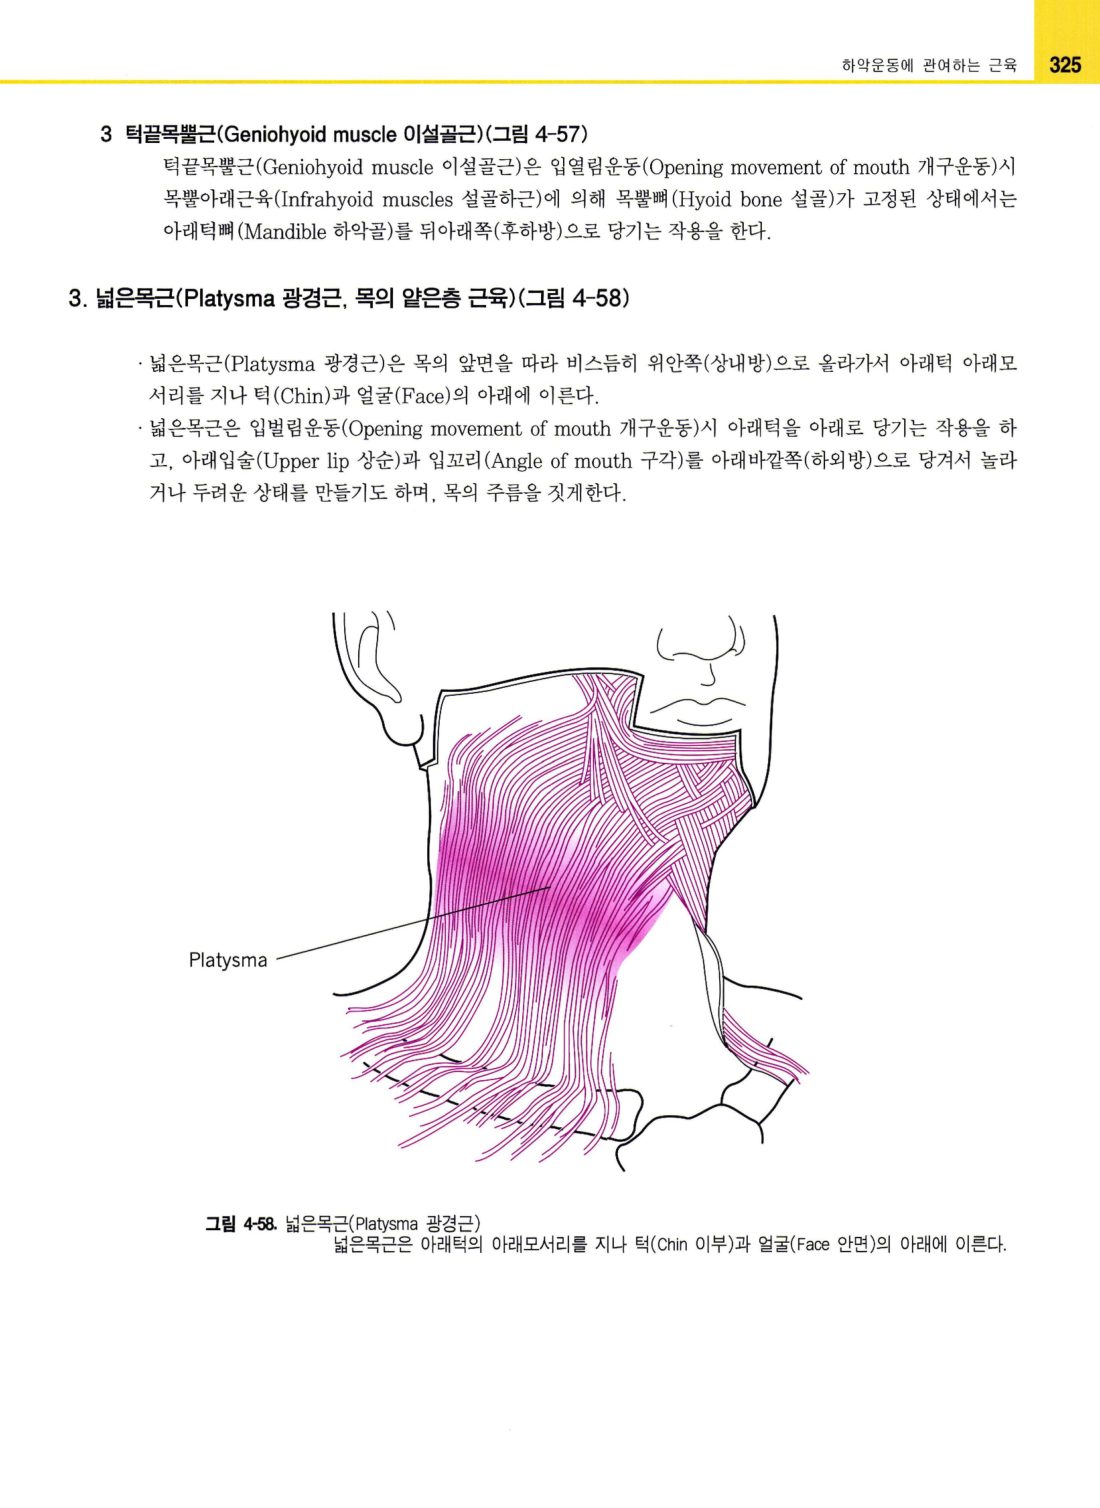 하악운동에 관여하는 근육 325
3 턱끝목뿔근(Geniohyoid muscle 이설골근)(그림 4-57)
턱끝목뿔근(Geniohyoid muscle 이설골근)은 입열림운동(Opening movement of mouth 개구운동)시
목뿔아래근육(Infrahyoid muscles 설골하근)에 의해 목뿔뼈(Hyoid bone 설골)가 고정된 상태에서는
아래턱뼈(Mandible 하악골)를 뒤아래쪽(후하방)으로 당기는 작용을 한다.
3. 넓은목근(Platysma 광경근, 목의 얕은층 근육)(그림 4-58)
· 넓은목근(Platysma 광경근)은 목의 앞면을 따라 비스듬히 위안쪽(상내방)으로 올라가서 아래턱 아래모
서리를 지나 턱(Chin)과 얼굴(Face)의 아래에 이른다.
· 넓은목근은 입벌림운동(Opening movement of mouth 개구운동)시 아래턱을 아래로 당기는 작용을 하
고, 아래입술(Upper lip 상순)과 입꼬리(Angle of mouth 구각)를 아래바깥쪽(하외방)으로 당겨서 놀라
거나 두려운 상태를 만들기도 하며, 목의 주름을 짓게한다.
Platysma
그림 4-58. 넓은목근(Platysma 광경근)
넓은목근은 아래턱의 아래모서리를 지나 턱(Chin 이부)과 얼굴(Face 안면)의 아래에 이른다.